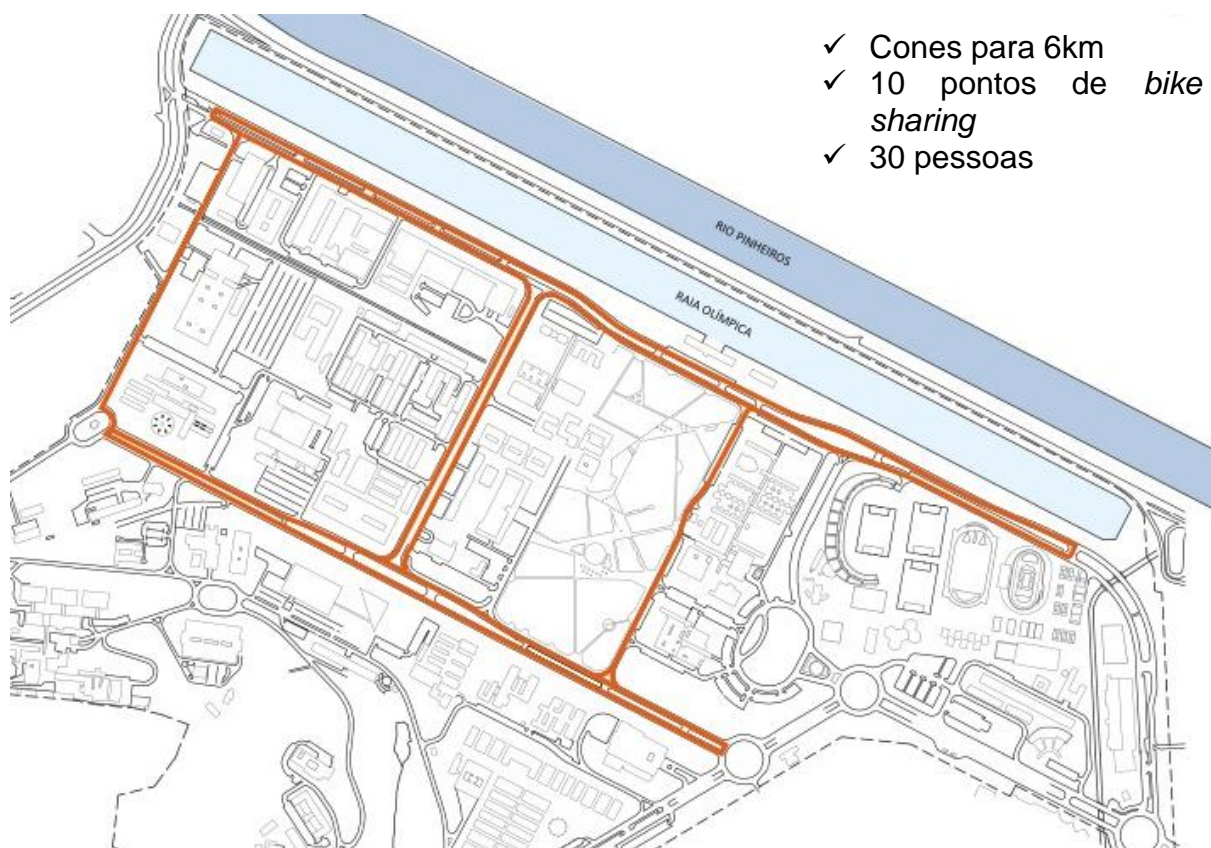 ✓ Cones para 6km
✓ 10 pontos de bike
sharing
✓ 30 pessoas
RIO PINHEIROS
RAIA OLÍMPICA